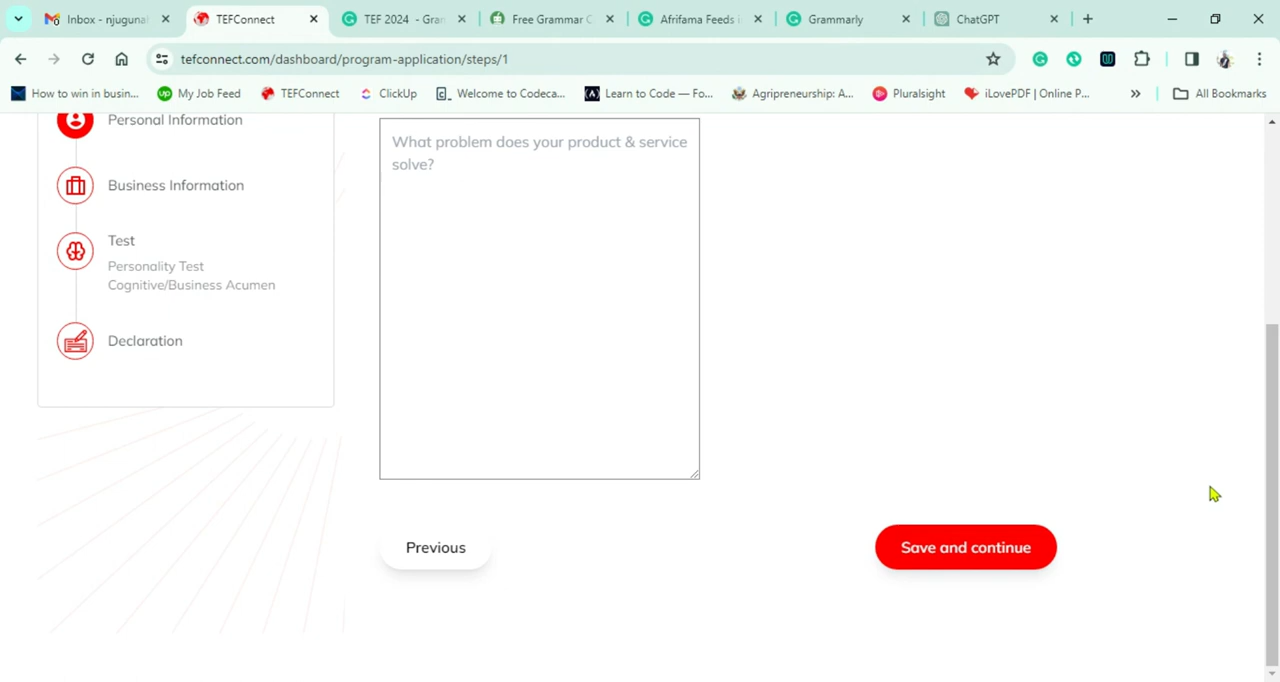 Inbox - njuguna
TEFConnect
TEF 2024 - Gran
Free Grammar C
Afrifama Feeds i
Grammarly
ChatGPT
tefconnect.com/dashboard/program-application/steps/1
How to win in busin...
My Job Feed
TEFConnect
ClickUp
Welcome to Codeca...
Learn to Code — Fo...
Agripreneurship: A...
Pluralsight
iLovePDF | Online P...
All Bookmarks
Personal Information
Business Information
Test
Personality Test
Cognitive/Business Acumen
Declaration
What problem does your product & service
solve?
Previous
Save and continue